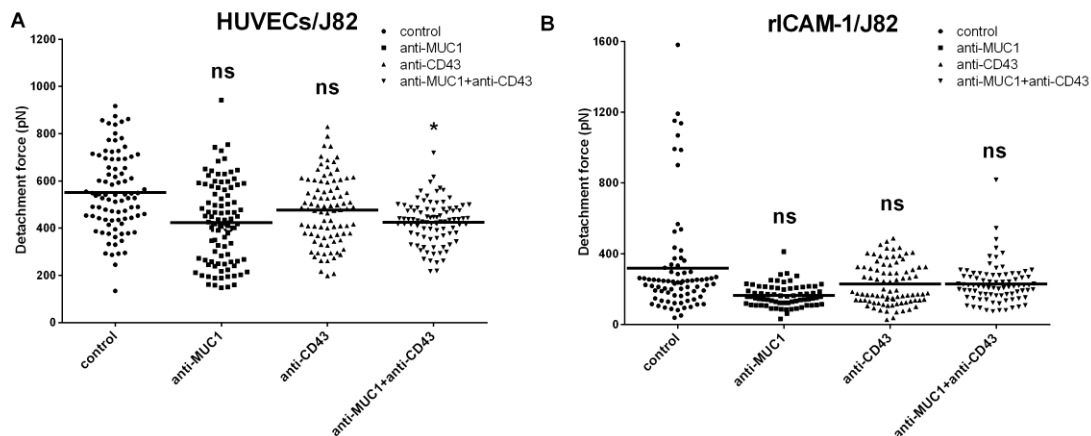 A
HUVECs/J82
control
anti-MUC1
anti-CD43
anti-MUC1+anti-CD43
1200
1000
800
600
400
200
0
Detachment force (pN)
ns
ns
*
control
anti-MUC1
anti-CD43
anti-MUC1+anti-CD43
B
rICAM-1/J82
control
anti-MUC1
anti-CD43
anti-MUC1+anti-CD43
1600
1200
800
400
0
Detachment force (pN)
ns
ns
ns
control
anti-MUC1
anti-CD43
anti-MUC1+anti-CD43